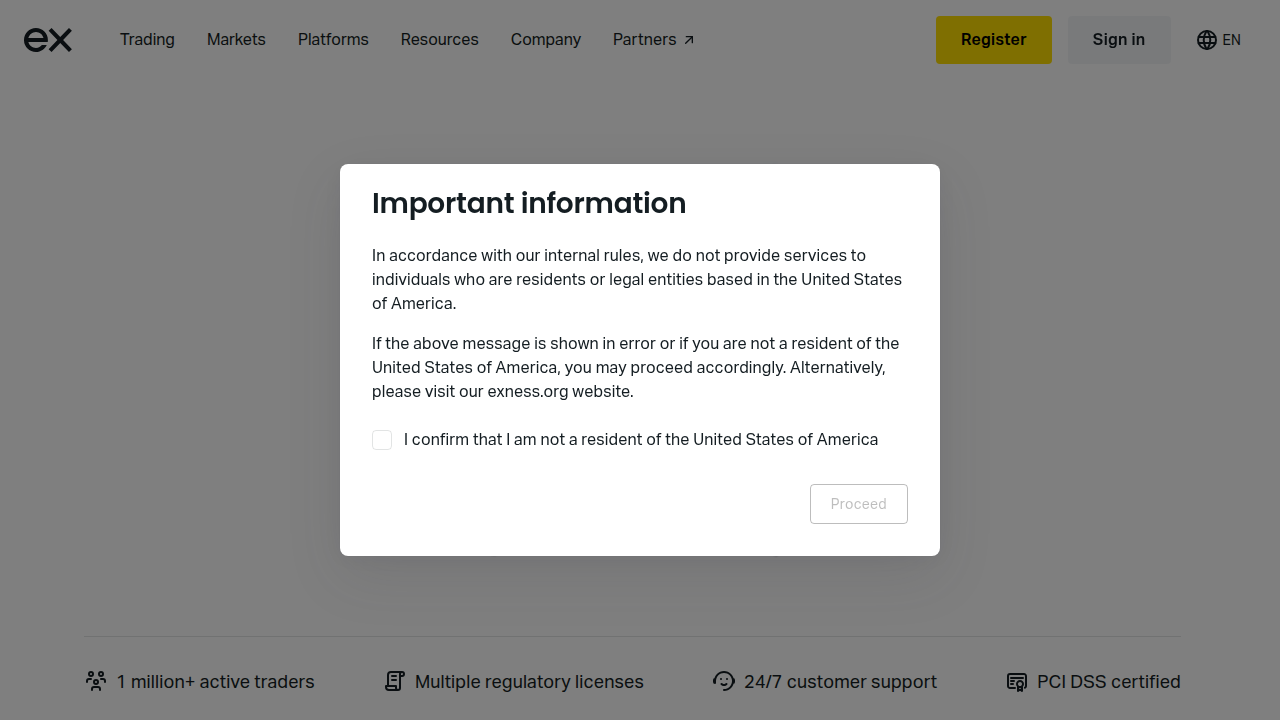 ex
Trading
Markets
Platforms
Resources
Company
Partners
Register
Sign in
EN
Important information
In accordance with our internal rules, we do not provide services to
individuals who are residents or legal entities based in the United States
of America.
If the above message is shown in error or if you are not a resident of the
United States of America, you may proceed accordingly. Alternatively,
please visit our exness.org website.
I confirm that I am not a resident of the United States of America
Proceed
1 million+ active traders
Multiple regulatory licenses
24/7 customer support
PCI DSS certified